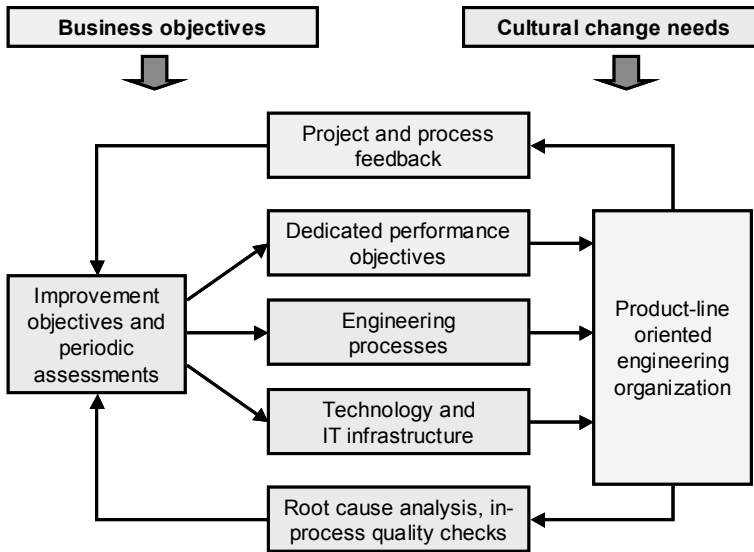 Business objectives
Cultural change needs
Project and process
feedback
Dedicated performance
objectives
Improvement
objectives and
periodic
assessments
Engineering
processes
Product-line
oriented
engineering
organization
Technology and
IT infrastructure
Root cause analysis, in-
process quality checks